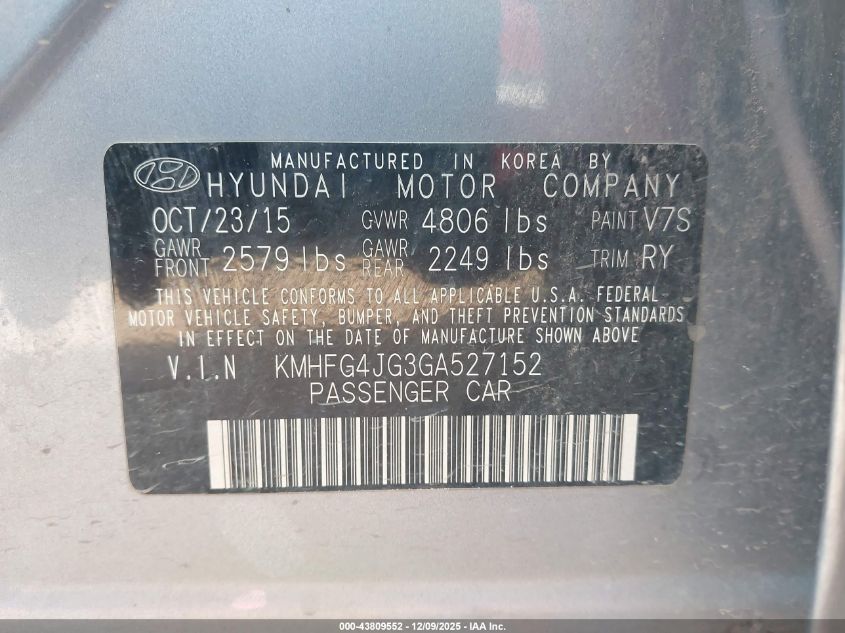 MANUFACTURED IN KOREA BY
HYUNDAI MOTOR COMPANY
OCT/23/15 GVWR 4806 lbs PAINT V7S
GAWR FRONT 2579 lbs GAWR REAR 2249 lbs TRIM RY
THIS VEHICLE CONFORMS TO ALL APPLICABLE U.S.A. FEDERAL
MOTOR VEHICLE SAFETY, BUMPER, AND THEFT PREVENTION STANDARDS
IN EFFECT ON THE DATE OF MANUFACTURE SHOWN ABOVE.
V.I.N KMHFG4JG3GA527152
PASSENGER CAR
000-43809552 - 12/09/2025 - IAA Inc.